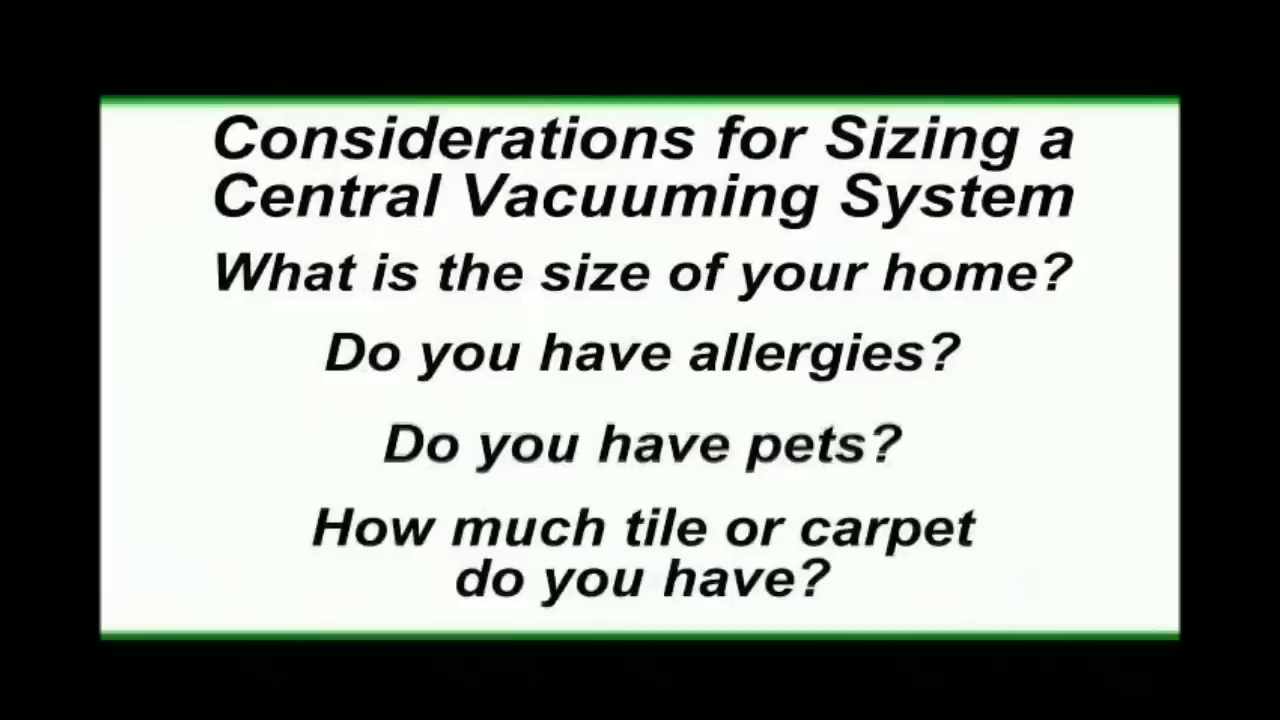 Considerations for Sizing a
Central Vacuuming System
What is the size of your home?
Do you have allergies?
Do you have pets?
How much tile or carpet
do you have?